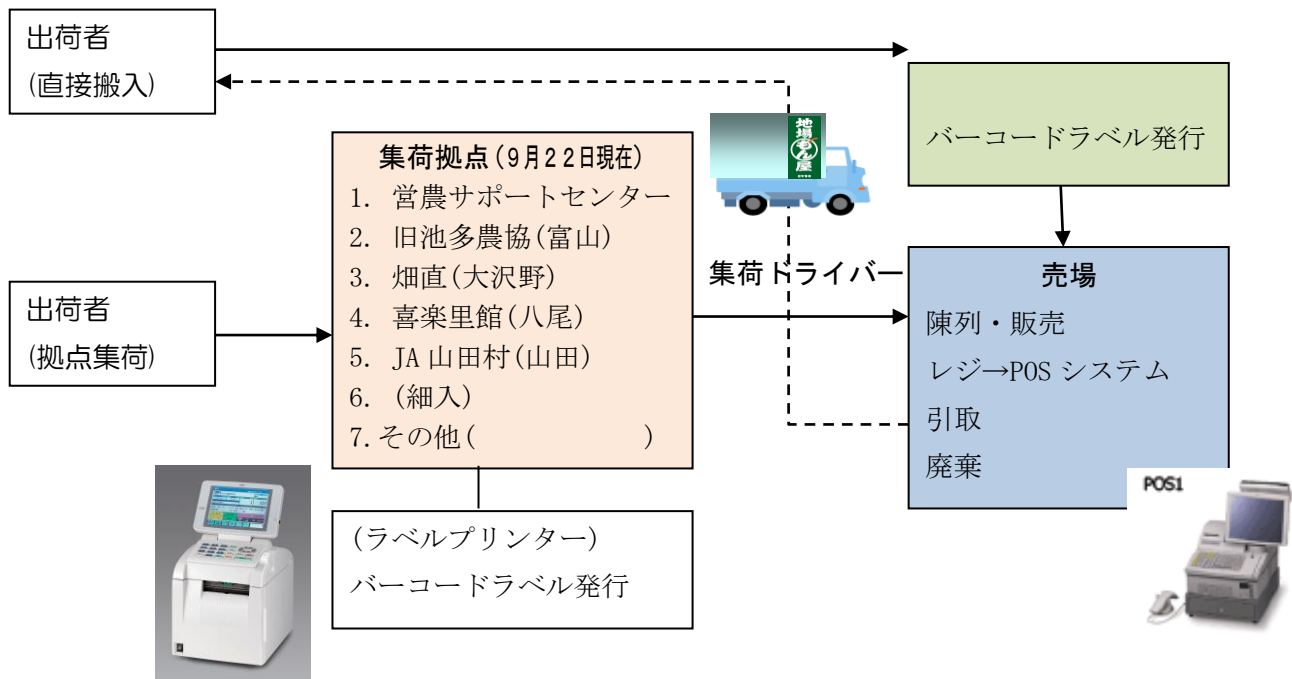 出荷者
(直接搬入)
バーコードラベル発行
地場もん屋
集荷拠点(9月22日現在)
1. 営農サポートセンター
2. 旧池多農協(富山)
3. 畑直(大沢野)
4. 喜楽里館(八尾)
5. JA山田村(山田)
6. (細入)
7.その他(　　　　　　　)
出荷者
(拠点集荷)
集荷ドライバー
売場
陳列・販売
レジ→POSシステム
引取
廃棄
(ラベルプリンター)
バーコードラベル発行
POS1